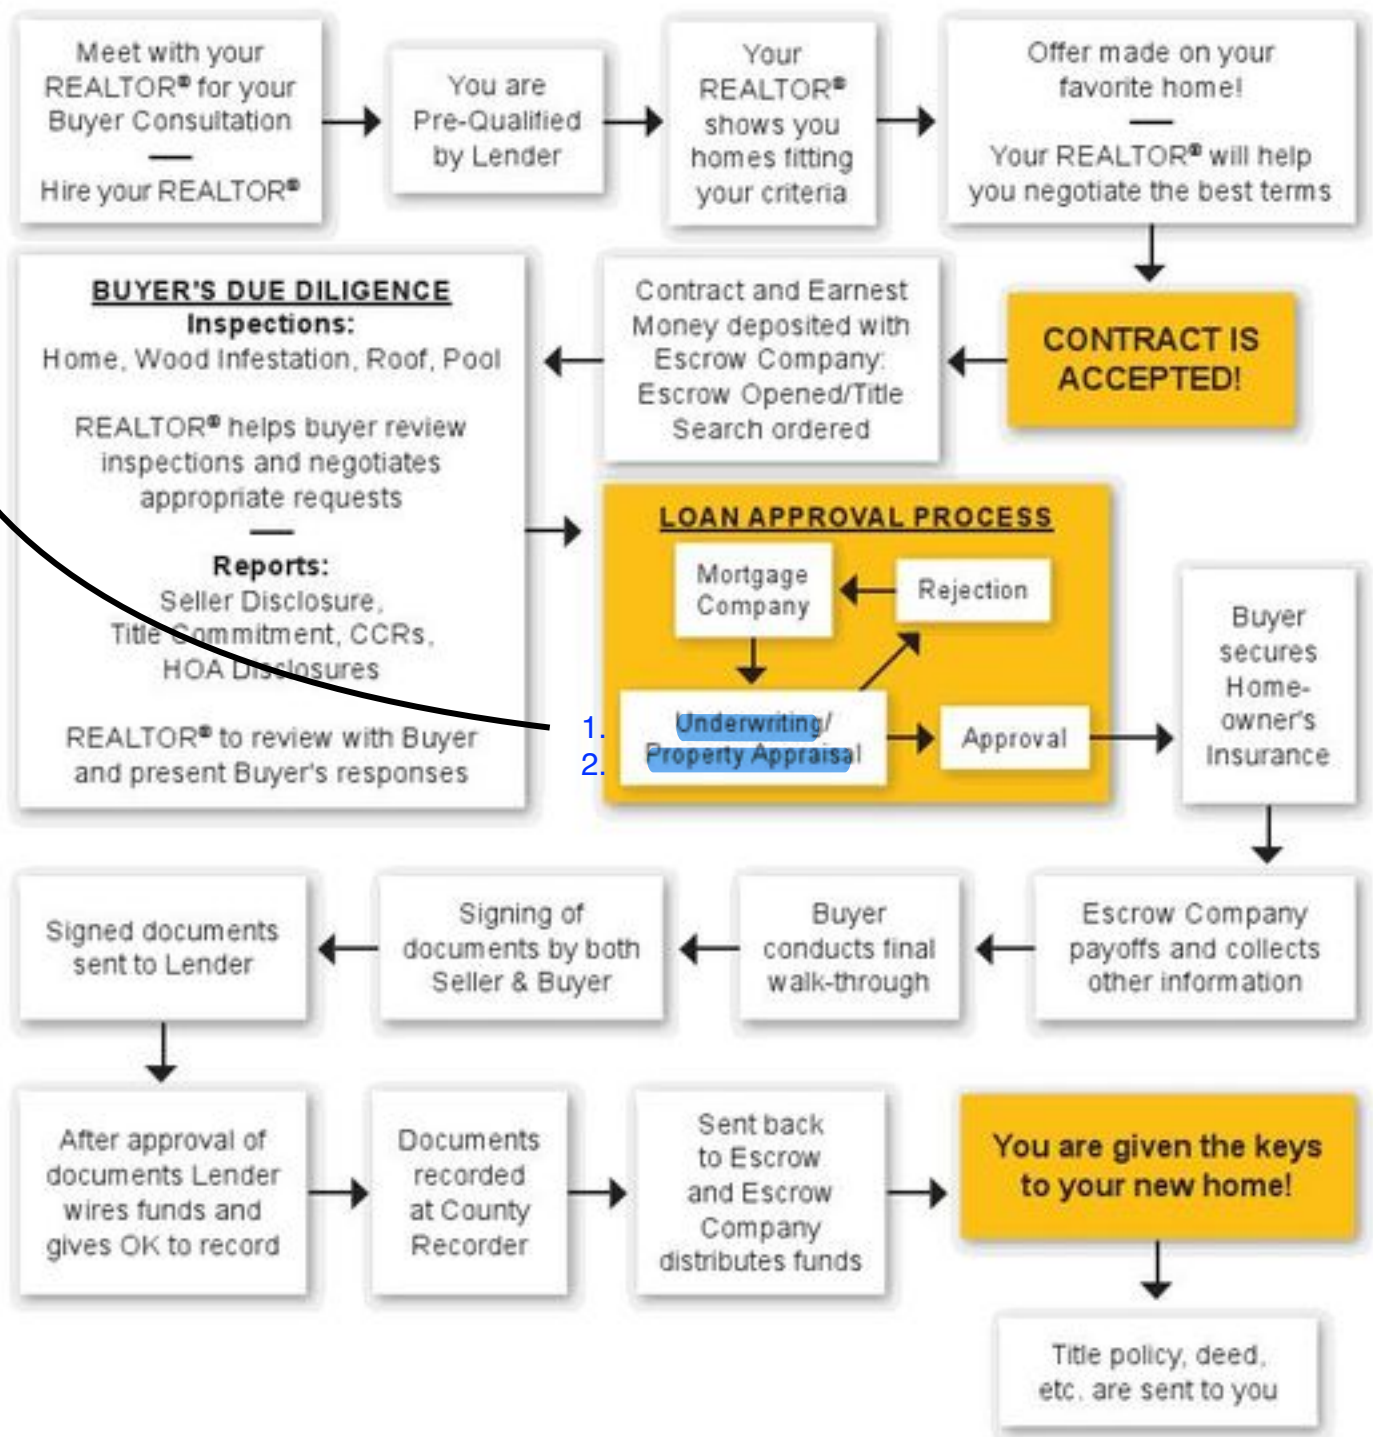 Meet with your
REALTOR® for your
Buyer Consultation
Hire your REALTOR®
You are
Pre-Qualified
by Lender
Your
REALTOR®
shows you
homes fitting
your criteria
Offer made on your
favorite home!
Your REALTOR® will help
you negotiate the best terms
CONTRACT IS
ACCEPTED!
Contract and Earnest
Money deposited with
Escrow Company:
Escrow Opened/Title
Search ordered
BUYER'S DUE DILIGENCE
Inspections:
Home, Wood Infestation, Roof, Pool
REALTOR® helps buyer review
inspections and negotiates
appropriate requests
Reports:
Seller Disclosure,
Title Commitment, CCRs,
HOA Disclosures
REALTOR® to review with Buyer
and present Buyer's responses
LOAN APPROVAL PROCESS
Mortgage
Company
Rejection
1. Underwriting/
2. Property Appraisal
Approval
Buyer
secures
Home-
owner's
Insurance
Escrow Company
payoffs and collects
other information
Buyer
conducts final
walk-through
Signing of
documents by both
Seller & Buyer
Signed documents
sent to Lender
After approval of
documents Lender
wires funds and
gives OK to record
Documents
recorded
at County
Recorder
Sent back
to Escrow
and Escrow
Company
distributes funds
You are given the keys
to your new home!
Title policy, deed,
etc. are sent to you